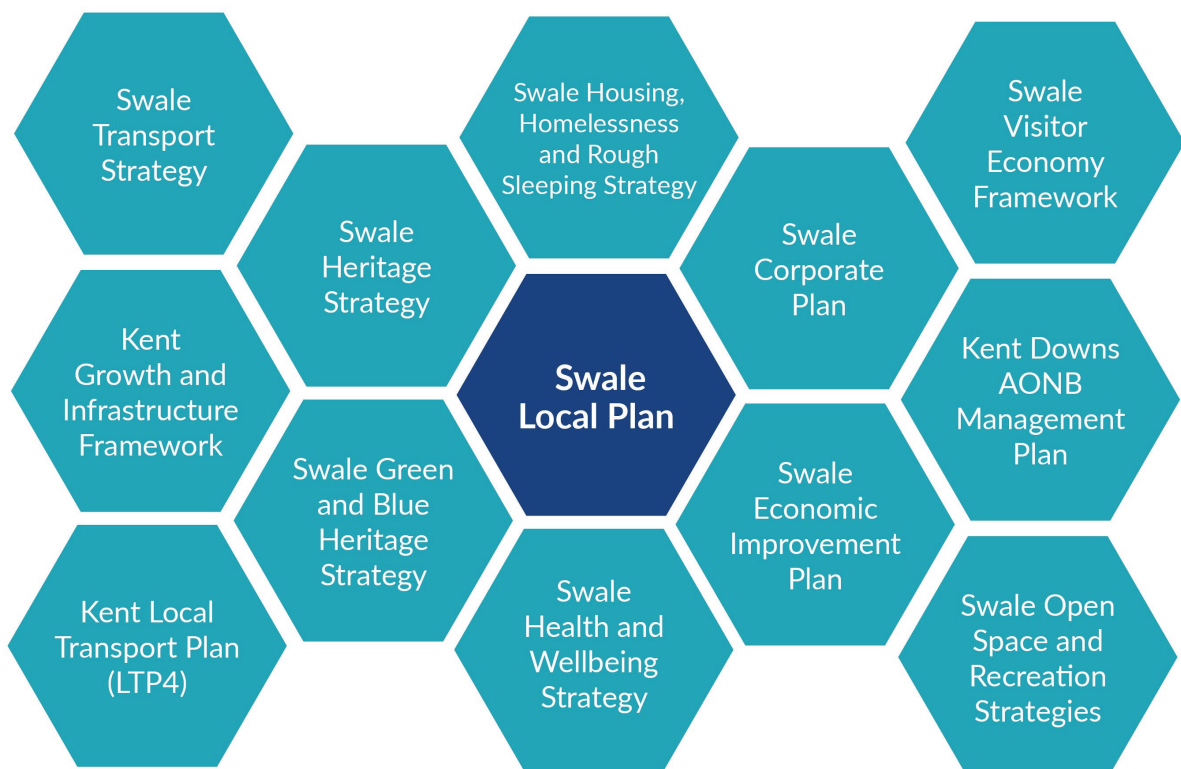 Swale
Transport
Strategy
Swale Housing,
Homelessness
and Rough
Sleeping Strategy
Swale
Visitor
Economy
Framework
Swale
Heritage
Strategy
Swale
Corporate
Plan
Kent
Growth and
Infrastructure
Framework
Swale
Local Plan
Kent Downs
AONB
Management
Plan
Swale Green
and Blue
Heritage
Strategy
Swale
Economic
Improvement
Plan
Kent Local
Transport Plan
(LTP4)
Swale
Health and
Wellbeing
Strategy
Swale Open
Space and
Recreation
Strategies